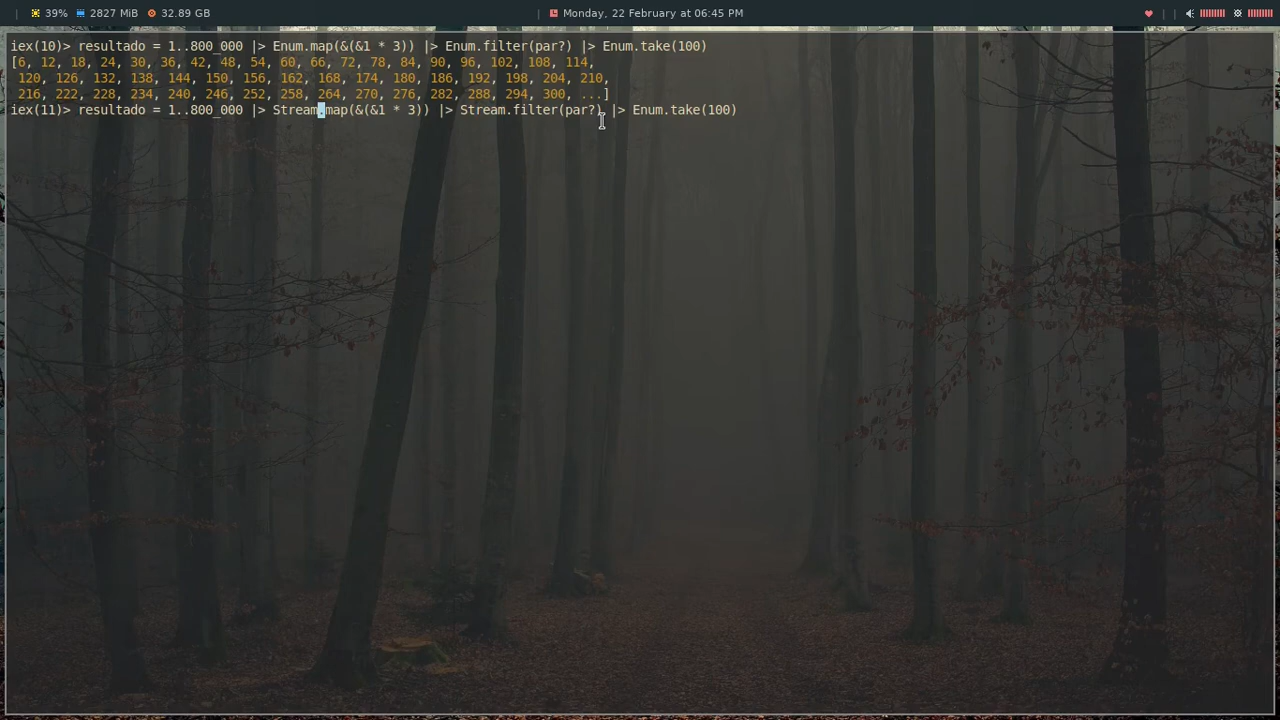 39% 2827 MiB 32.89 GB Monday, 22 February at 06:45 PM
iex(10)> resultado = 1..800_000 |> Enum.map(&(&1 * 3)) |> Enum.filter(par?) |> Enum.take(100)
[6, 12, 18, 24, 30, 36, 42, 48, 54, 60, 66, 72, 78, 84, 90, 96, 102, 108, 114,
120, 126, 132, 138, 144, 150, 156, 162, 168, 174, 180, 186, 192, 198, 204, 210,
216, 222, 228, 234, 240, 246, 252, 258, 264, 270, 276, 282, 288, 294, 300, ...]
iex(11)> resultado = 1..800_000 |> Stream.map(&(&1 * 3)) |> Stream.filter(par?) |> Enum.take(100)